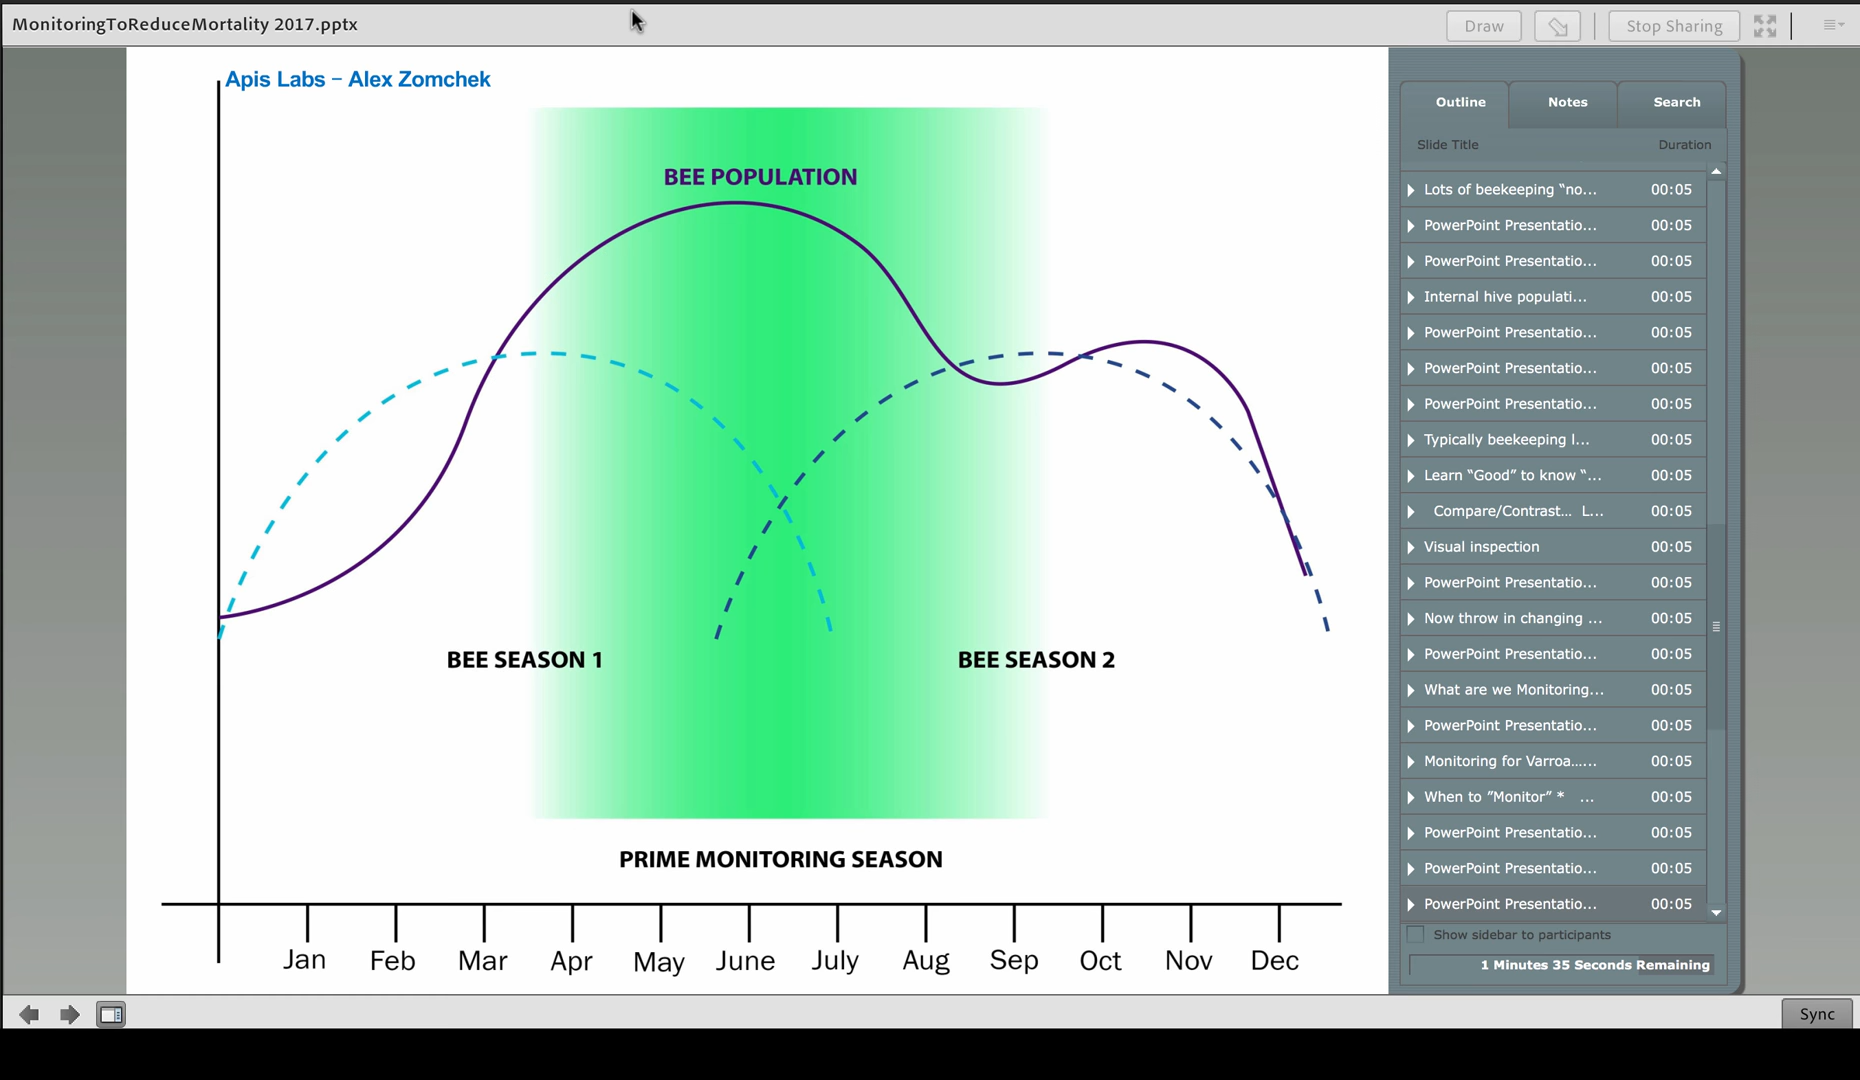 MonitoringToReduceMortality 2017.pptx
Draw
Stop Sharing
Apis Labs – Alex Zomchek
BEE POPULATION
BEE SEASON 1
BEE SEASON 2
PRIME MONITORING SEASON
Jan Feb Mar Apr May June July Aug Sep Oct Nov Dec
Outline Notes Search
Slide Title Duration
Lots of beekeeping “no... 00:05
PowerPoint Presentatio... 00:05
PowerPoint Presentatio... 00:05
Internal hive populati... 00:05
PowerPoint Presentatio... 00:05
PowerPoint Presentatio... 00:05
PowerPoint Presentatio... 00:05
Typically beekeeping l... 00:05
Learn “Good” to know “... 00:05
Compare/Contrast... L... 00:05
Visual inspection 00:05
PowerPoint Presentatio... 00:05
Now throw in changing ... 00:05
PowerPoint Presentatio... 00:05
What are we Monitoring... 00:05
PowerPoint Presentatio... 00:05
Monitoring for Varroa...... 00:05
When to ”Monitor” * ... 00:05
PowerPoint Presentatio... 00:05
PowerPoint Presentatio... 00:05
PowerPoint Presentatio... 00:05
Show sidebar to participants
1 Minutes 35 Seconds Remaining
Sync